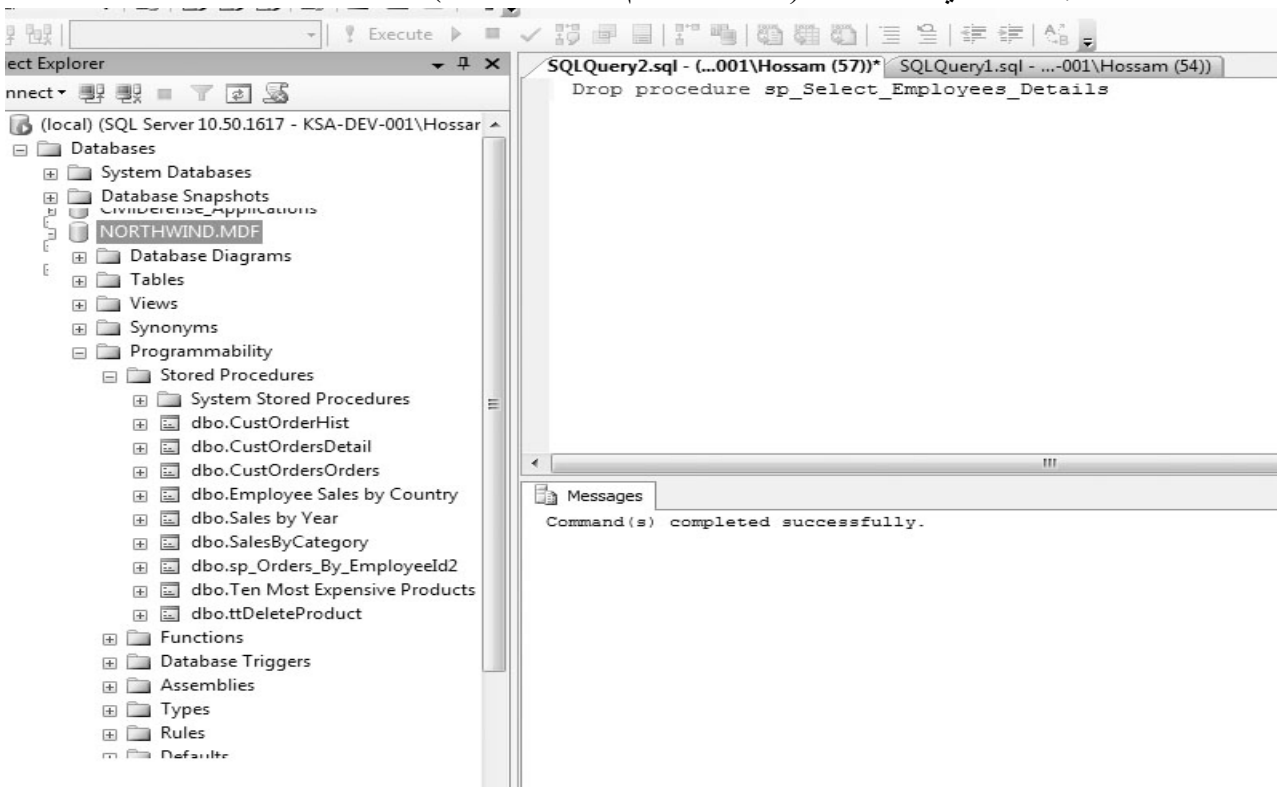 Execute
ect Explorer
nnect
(local) (SQL Server 10.50.1617 - KSA-DEV-001\Hossar
Databases
System Databases
Database Snapshots
CivilDefense_Applications
NORTHWIND.MDF
Database Diagrams
Tables
Views
Synonyms
Programmability
Stored Procedures
System Stored Procedures
dbo.CustOrderHist
dbo.CustOrdersDetail
dbo.CustOrdersOrders
dbo.Employee Sales by Country
dbo.Sales by Year
dbo.SalesByCategory
dbo.sp_Orders_By_EmployeeId2
dbo.Ten Most Expensive Products
dbo.ttDeleteProduct
Functions
Database Triggers
Assemblies
Types
Rules
Defaults
SQLQuery2.sql - (...001\Hossam (57))* SQLQuery1.sql - ...-001\Hossam (54))
Drop procedure sp_Select_Employees_Details
Messages
Command(s) completed successfully.